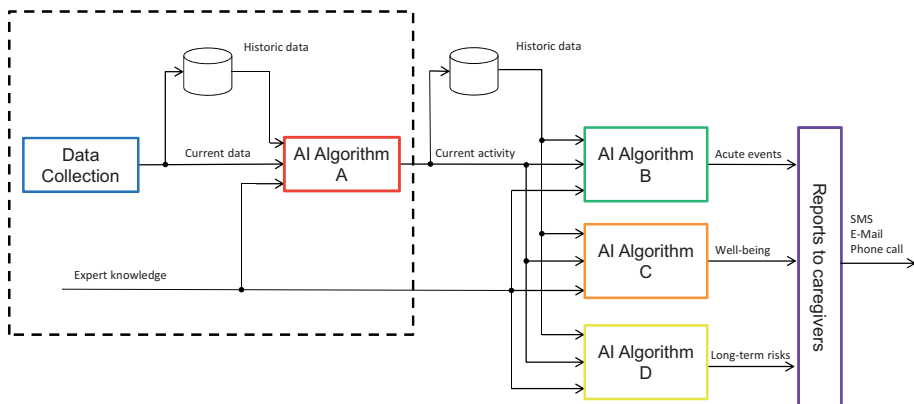 Historic data
Historic data
Data
Collection
Current data
AI Algorithm
A
Current activity
AI Algorithm
B
Acute events
Expert knowledge
AI Algorithm
C
Well-being
AI Algorithm
D
Long-term risks
Reports to caregivers
SMS
E-Mail
Phone call